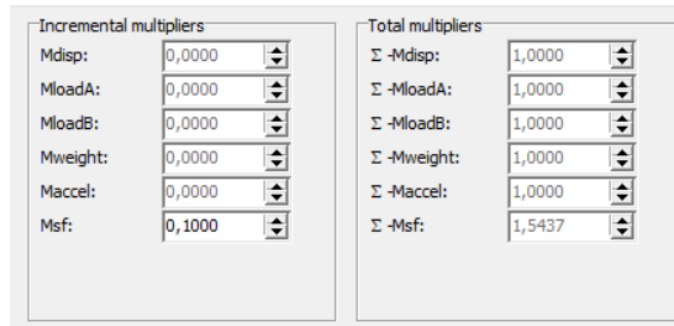 Incremental multipliers
Mdisp: 0,0000
MloadA: 0,0000
MloadB: 0,0000
Mweight: 0,0000
Maccel: 0,0000
Msf: 0,1000
Total multipliers
Σ -Mdisp: 1,0000
Σ -MloadA: 1,0000
Σ -MloadB: 1,0000
Σ -Mweight: 1,0000
Σ -Maccel: 1,0000
Σ -Msf: 1,5437